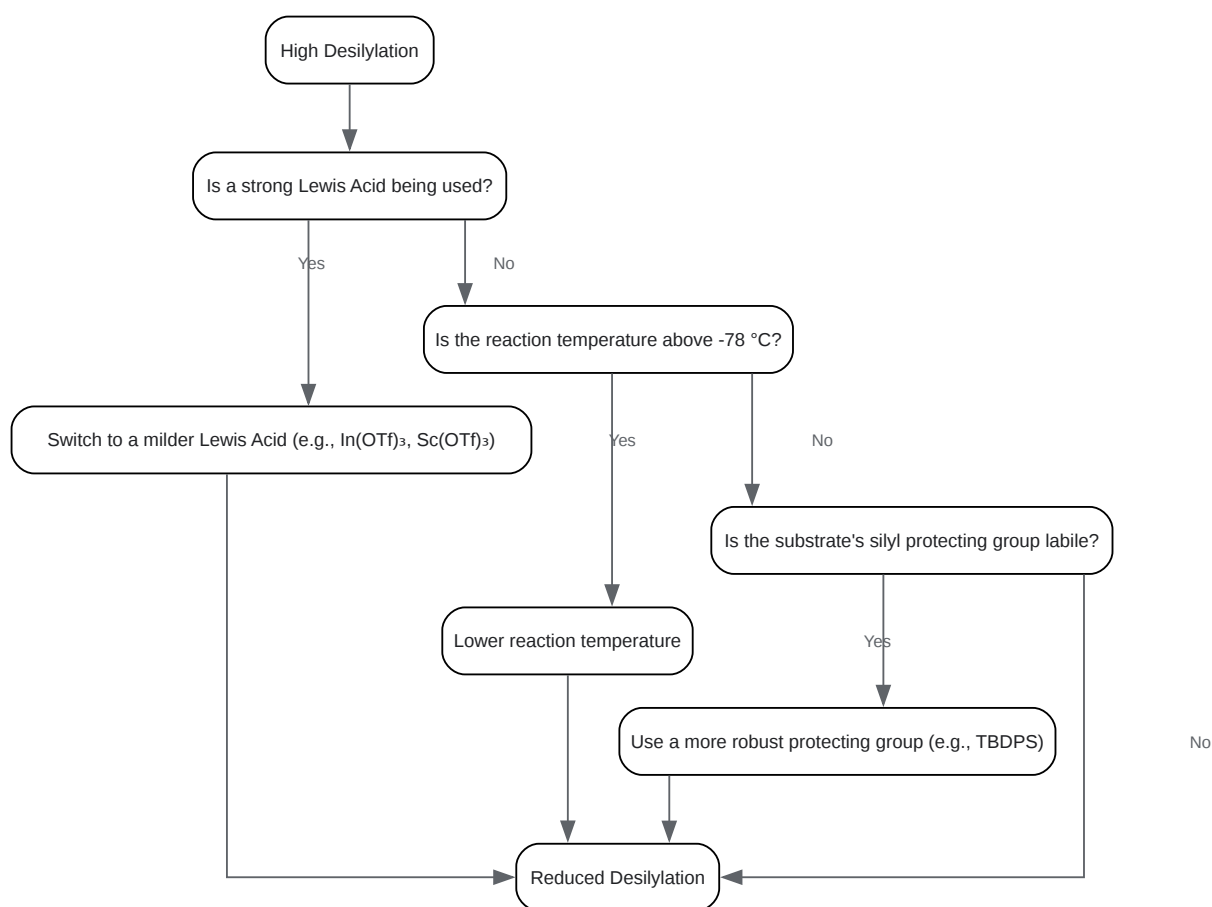 High Desilylation
Is a strong Lewis Acid being used?
Yes
No
Is the reaction temperature above -78 °C?
Switch to a milder Lewis Acid (e.g., In(OTf)₃, Sc(OTf)₃)
Yes
No
Is the substrate's silyl protecting group labile?
Lower reaction temperature
Yes
Use a more robust protecting group (e.g., TBDPS)
No
Reduced Desilylation